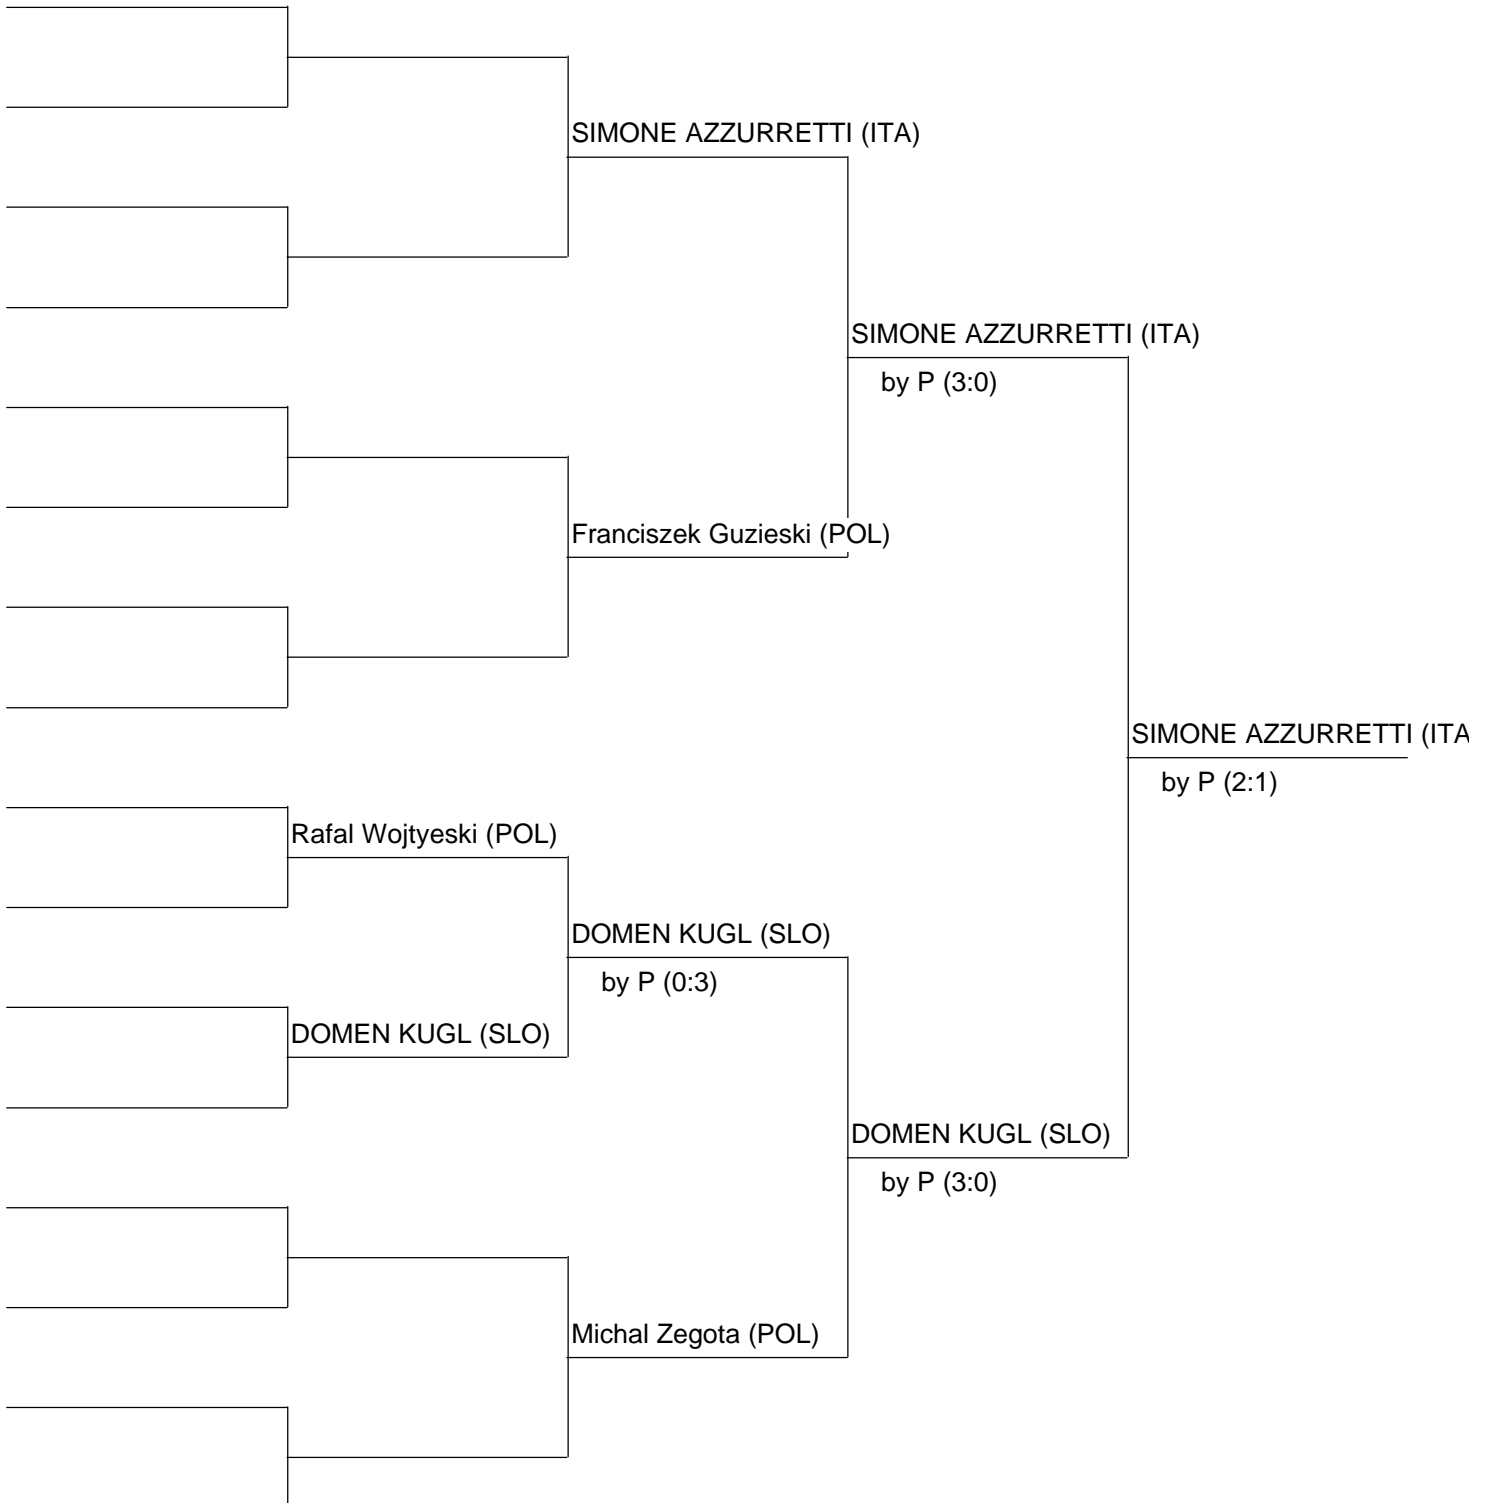 SIMONE AZZURRETTI (ITA)
SIMONE AZZURRETTI (ITA)
by P (3:0)
Franciszek Guzieski (POL)
SIMONE AZZURRETTI (ITA
by P (2:1)
Rafal Wojtyeski (POL)
DOMEN KUGL (SLO)
by P (0:3)
DOMEN KUGL (SLO)
DOMEN KUGL (SLO)
by P (3:0)
Michal Zegota (POL)